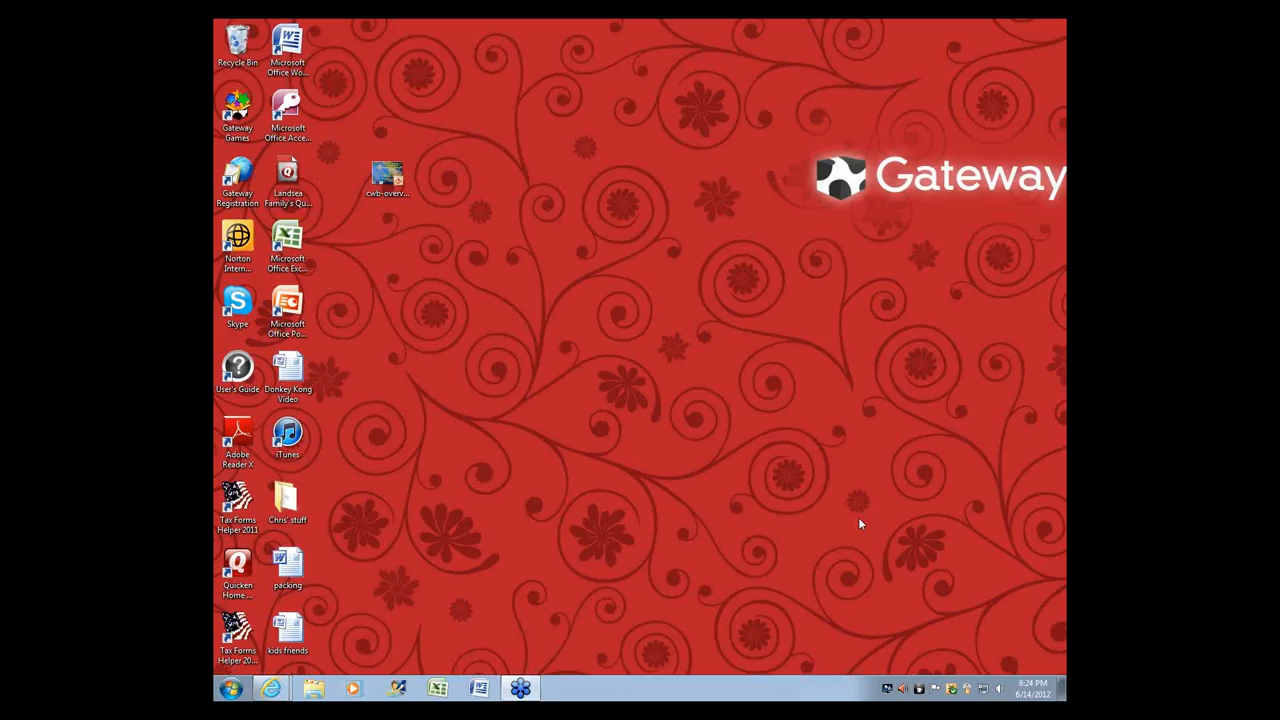 Recycle Bin
Microsoft
Office Wo...
Gateway
Games
Microsoft
Office Acce...
Gateway
Registration
Landsea
Family's Qu...
cwb-overv...
Gateway
Norton
Intern...
Microsoft
Office Exc...
Skype
Microsoft
Office Po...
User's Guide
Donkey Kong
Video
Adobe
Reader X
iTunes
Tax Forms
Helper 2011
Chris' stuff
Quicken
Home ...
packing
Tax Forms
Helper 20...
kids friends
8:24 PM
6/14/2012